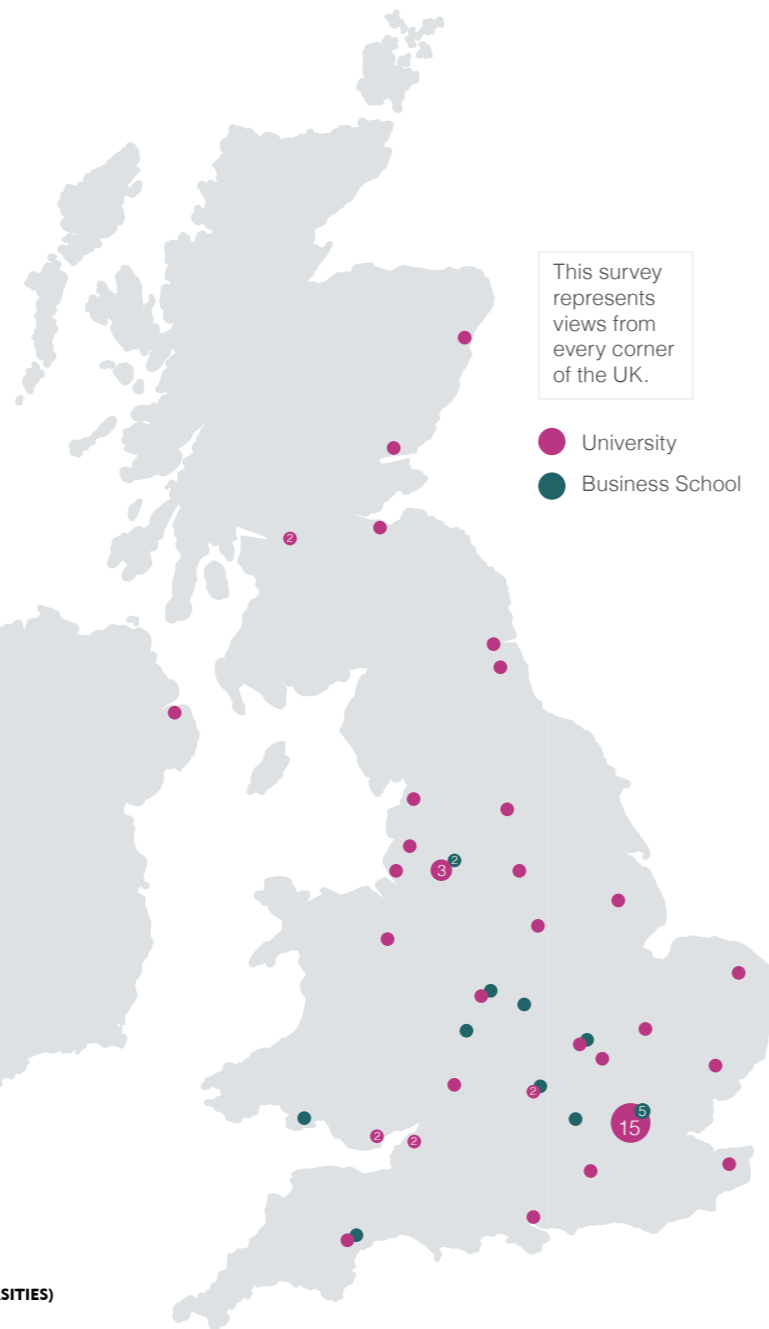 This survey
represents
views from
every corner
of the UK.
University
Business School
2
2
3
2
15
5
2
2
SITIES)